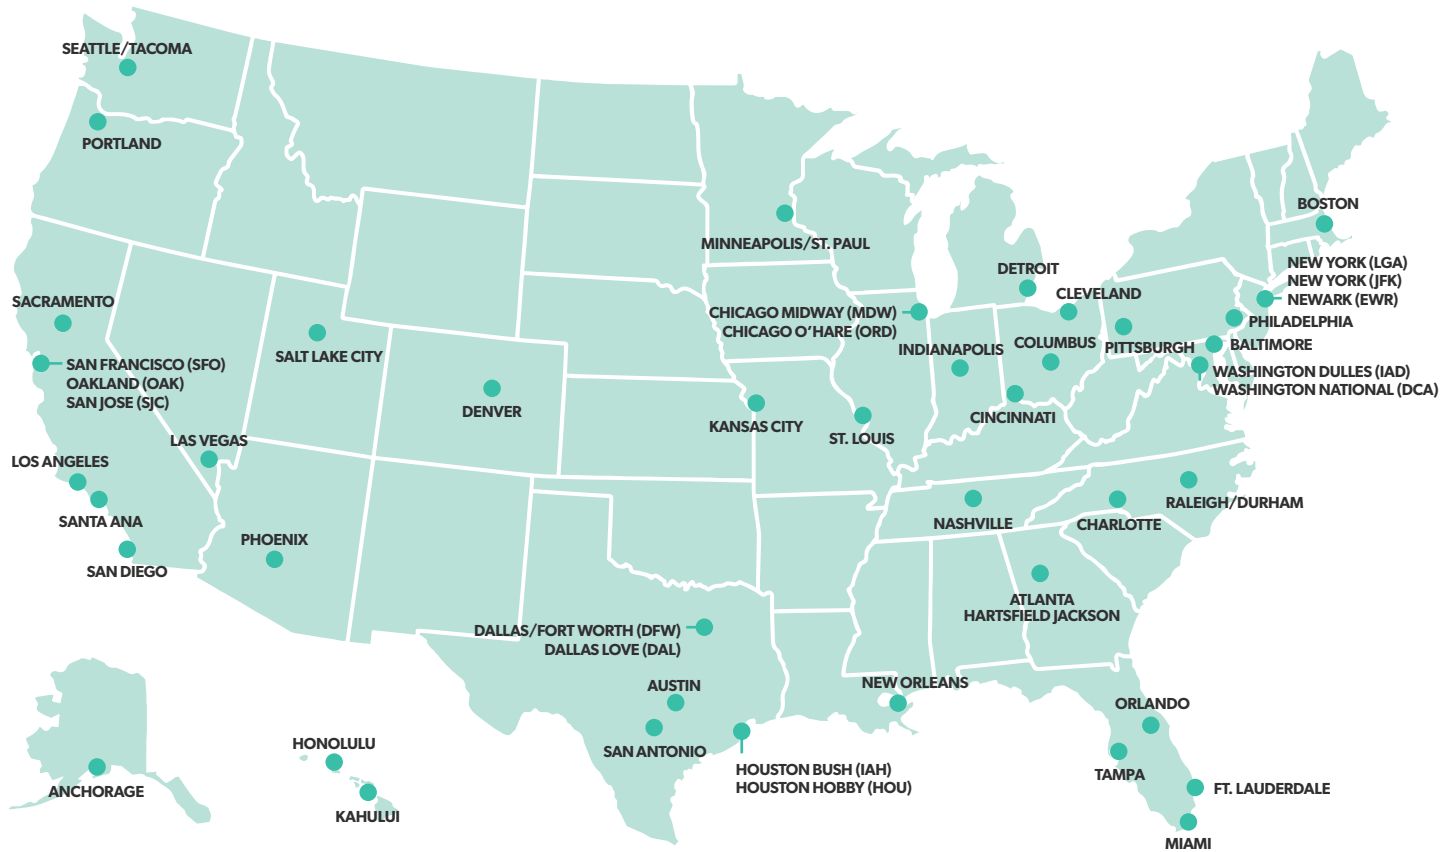 SEATTLE/TACOMA
PORTLAND
BOSTON
MINNEAPOLIS/ST. PAUL
DETROIT
NEW YORK (LGA)
NEW YORK (JFK)
NEWARK (EWR)
CLEVELAND
SACRAMENTO
CHICAGO MIDWAY (MDW)
CHICAGO O'HARE (ORD)
PHILADELPHIA
SALT LAKE CITY
INDIANAPOLIS
COLUMBUS
PITTSBURGH
BALTIMORE
SAN FRANCISCO (SFO)
OAKLAND (OAK)
SAN JOSE (SJC)
WASHINGTON DULLES (IAD)
WASHINGTON NATIONAL (DCA)
DENVER
KANSAS CITY
ST. LOUIS
CINCINNATI
LAS VEGAS
LOS ANGELES
SANTA ANA
RALEIGH/DURHAM
NASHVILLE
CHARLOTTE
PHOENIX
SAN DIEGO
ATLANTA
HARTSFIELD JACKSON
DALLAS/FORT WORTH (DFW)
DALLAS LOVE (DAL)
AUSTIN
NEW ORLEANS
ORLANDO
HONOLULU
SAN ANTONIO
HOUSTON BUSH (IAH)
HOUSTON HOBBY (HOU)
TAMPA
ANCHORAGE
FT. LAUDERDALE
KAHULUI
MIAMI